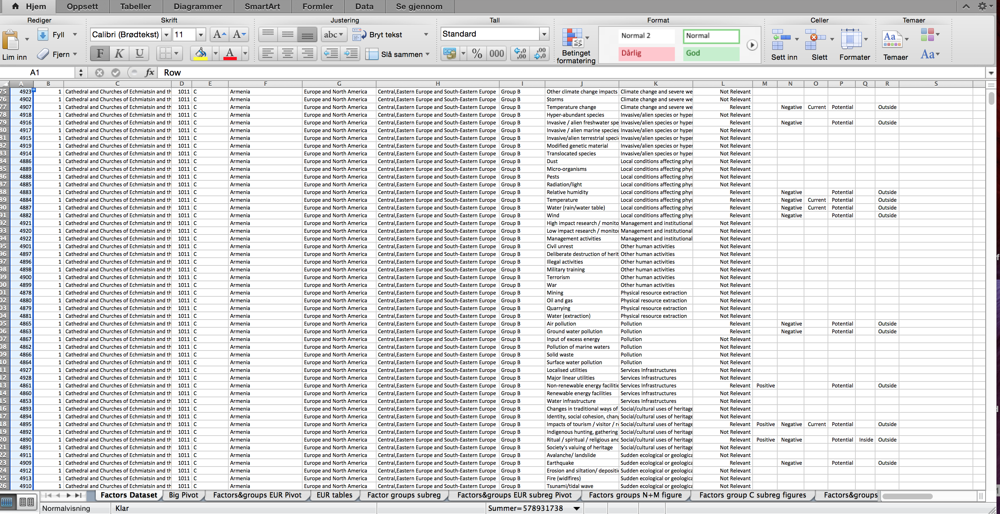 Hjem Oppsett Tabeller Diagrammer SmartArt Formler Data Se gjennom
Rediger Skrift Justering Tall Format Celler Temaer
Fyll Calibri (Brødtekst) 11 A A abc Bryt tekst Standard Normal 2 Normal Aa
Lim inn Fjern F K U A Slå sammen % 000 ,0 ,00 ,00 ,0 Betinget formatering Dårlig God Sett inn Slett Formater Temaer Aa
A1 fx Row
A B C D E F G H I J K L M N O P Q R S
75 4923 1 Cathedral and Churches of Echmiatsin and th 1011 C Armenia Europe and North America Central,Eastern Europe and South-Eastern Europe Group B Other climate change impacts Climate change and severe we Not Relevant
76 4902 1 Cathedral and Churches of Echmiatsin and th 1011 C Armenia Europe and North America Central,Eastern Europe and South-Eastern Europe Group B Storms Climate change and severe we Not Relevant
77 4907 1 Cathedral and Churches of Echmiatsin and th 1011 C Armenia Europe and North America Central,Eastern Europe and South-Eastern Europe Group B Temperature change Climate change and severe we Relevant Negative Current Potential Outside
78 4918 1 Cathedral and Churches of Echmiatsin and th 1011 C Armenia Europe and North America Central,Eastern Europe and South-Eastern Europe Group B Hyper-abundant species Invasive/alien species or hyper Not Relevant
79 4916 1 Cathedral and Churches of Echmiatsin and th 1011 C Armenia Europe and North America Central,Eastern Europe and South-Eastern Europe Group B Invasive / alien freshwater spe Invasive/alien species or hyper Relevant Negative Potential Outside
80 4917 1 Cathedral and Churches of Echmiatsin and th 1011 C Armenia Europe and North America Central,Eastern Europe and South-Eastern Europe Group B Invasive / alien marine species Invasive/alien species or hyper Not Relevant
81 4915 1 Cathedral and Churches of Echmiatsin and th 1011 C Armenia Europe and North America Central,Eastern Europe and South-Eastern Europe Group B Invasive/alien terrestrial speci Invasive/alien species or hyper Not Relevant
82 4919 1 Cathedral and Churches of Echmiatsin and th 1011 C Armenia Europe and North America Central,Eastern Europe and South-Eastern Europe Group B Modified genetic material Invasive/alien species or hyper Not Relevant
83 4914 1 Cathedral and Churches of Echmiatsin and th 1011 C Armenia Europe and North America Central,Eastern Europe and South-Eastern Europe Group B Translocated species Invasive/alien species or hyper Not Relevant
84 4886 1 Cathedral and Churches of Echmiatsin and th 1011 C Armenia Europe and North America Central,Eastern Europe and South-Eastern Europe Group B Dust Local conditions affecting phys Not Relevant
85 4889 1 Cathedral and Churches of Echmiatsin and th 1011 C Armenia Europe and North America Central,Eastern Europe and South-Eastern Europe Group B Micro-organisms Local conditions affecting phys Not Relevant
86 4888 1 Cathedral and Churches of Echmiatsin and th 1011 C Armenia Europe and North America Central,Eastern Europe and South-Eastern Europe Group B Pests Local conditions affecting phys Not Relevant
87 4885 1 Cathedral and Churches of Echmiatsin and th 1011 C Armenia Europe and North America Central,Eastern Europe and South-Eastern Europe Group B Radiation/light Local conditions affecting phys Not Relevant
88 4883 1 Cathedral and Churches of Echmiatsin and th 1011 C Armenia Europe and North America Central,Eastern Europe and South-Eastern Europe Group B Relative humidity Local conditions affecting phys Relevant Negative Potential Outside
89 4884 1 Cathedral and Churches of Echmiatsin and th 1011 C Armenia Europe and North America Central,Eastern Europe and South-Eastern Europe Group B Temperature Local conditions affecting phys Relevant Negative Current Potential Outside
90 4887 1 Cathedral and Churches of Echmiatsin and th 1011 C Armenia Europe and North America Central,Eastern Europe and South-Eastern Europe Group B Water (rain/water table) Local conditions affecting phys Relevant Negative Current Potential Outside
91 4882 1 Cathedral and Churches of Echmiatsin and th 1011 C Armenia Europe and North America Central,Eastern Europe and South-Eastern Europe Group B Wind Local conditions affecting phys Relevant Negative Potential Outside
92 4921 1 Cathedral and Churches of Echmiatsin and th 1011 C Armenia Europe and North America Central,Eastern Europe and South-Eastern Europe Group B High impact research / monito Management and institutional Not Relevant
93 4920 1 Cathedral and Churches of Echmiatsin and th 1011 C Armenia Europe and North America Central,Eastern Europe and South-Eastern Europe Group B Low impact research / monito Management and institutional Not Relevant
94 4922 1 Cathedral and Churches of Echmiatsin and th 1011 C Armenia Europe and North America Central,Eastern Europe and South-Eastern Europe Group B Management activities Management and institutional Not Relevant
95 4901 1 Cathedral and Churches of Echmiatsin and th 1011 C Armenia Europe and North America Central,Eastern Europe and South-Eastern Europe Group B Civil unrest Other human activities Not Relevant
96 4897 1 Cathedral and Churches of Echmiatsin and th 1011 C Armenia Europe and North America Central,Eastern Europe and South-Eastern Europe Group B Deliberate destruction of herit Other human activities Not Relevant
97 4896 1 Cathedral and Churches of Echmiatsin and th 1011 C Armenia Europe and North America Central,Eastern Europe and South-Eastern Europe Group B Illegal activities Other human activities Not Relevant
98 4898 1 Cathedral and Churches of Echmiatsin and th 1011 C Armenia Europe and North America Central,Eastern Europe and South-Eastern Europe Group B Military training Other human activities Not Relevant
99 4900 1 Cathedral and Churches of Echmiatsin and th 1011 C Armenia Europe and North America Central,Eastern Europe and South-Eastern Europe Group B Terrorism Other human activities Not Relevant
00 4899 1 Cathedral and Churches of Echmiatsin and th 1011 C Armenia Europe and North America Central,Eastern Europe and South-Eastern Europe Group B War Other human activities Not Relevant
01 4878 1 Cathedral and Churches of Echmiatsin and th 1011 C Armenia Europe and North America Central,Eastern Europe and South-Eastern Europe Group B Mining Physical resource extraction Not Relevant
02 4880 1 Cathedral and Churches of Echmiatsin and th 1011 C Armenia Europe and North America Central,Eastern Europe and South-Eastern Europe Group B Oil and gas Physical resource extraction Not Relevant
03 4879 1 Cathedral and Churches of Echmiatsin and th 1011 C Armenia Europe and North America Central,Eastern Europe and South-Eastern Europe Group B Quarrying Physical resource extraction Not Relevant
04 4881 1 Cathedral and Churches of Echmiatsin and th 1011 C Armenia Europe and North America Central,Eastern Europe and South-Eastern Europe Group B Water (extraction) Physical resource extraction Not Relevant
05 4865 1 Cathedral and Churches of Echmiatsin and th 1011 C Armenia Europe and North America Central,Eastern Europe and South-Eastern Europe Group B Air pollution Pollution Relevant Negative Potential Outside
06 4863 1 Cathedral and Churches of Echmiatsin and th 1011 C Armenia Europe and North America Central,Eastern Europe and South-Eastern Europe Group B Ground water pollution Pollution Relevant Negative Potential Outside
07 4867 1 Cathedral and Churches of Echmiatsin and th 1011 C Armenia Europe and North America Central,Eastern Europe and South-Eastern Europe Group B Input of excess energy Pollution Not Relevant
08 4862 1 Cathedral and Churches of Echmiatsin and th 1011 C Armenia Europe and North America Central,Eastern Europe and South-Eastern Europe Group B Pollution of marine waters Pollution Not Relevant
09 4866 1 Cathedral and Churches of Echmiatsin and th 1011 C Armenia Europe and North America Central,Eastern Europe and South-Eastern Europe Group B Solid waste Pollution Not Relevant
10 4864 1 Cathedral and Churches of Echmiatsin and th 1011 C Armenia Europe and North America Central,Eastern Europe and South-Eastern Europe Group B Surface water pollution Pollution Not Relevant
11 4927 1 Cathedral and Churches of Echmiatsin and th 1011 C Armenia Europe and North America Central,Eastern Europe and South-Eastern Europe Group B Localised utilities Services Infrastructures Not Relevant
12 4928 1 Cathedral and Churches of Echmiatsin and th 1011 C Armenia Europe and North America Central,Eastern Europe and South-Eastern Europe Group B Major linear utilities Services Infrastructures Not Relevant
13 4861 1 Cathedral and Churches of Echmiatsin and th 1011 C Armenia Europe and North America Central,Eastern Europe and South-Eastern Europe Group B Non-renewable energy facilitie Services Infrastructures Relevant Positive Potential Outside
14 4860 1 Cathedral and Churches of Echmiatsin and th 1011 C Armenia Europe and North America Central,Eastern Europe and South-Eastern Europe Group B Renewable energy facilities Services Infrastructures Not Relevant
15 4853 1 Cathedral and Churches of Echmiatsin and th 1011 C Armenia Europe and North America Central,Eastern Europe and South-Eastern Europe Group B Water infrastructure Services Infrastructures Not Relevant
16 4893 1 Cathedral and Churches of Echmiatsin and th 1011 C Armenia Europe and North America Central,Eastern Europe and South-Eastern Europe Group B Changes in traditional ways of Social/cultural uses of heritage Not Relevant
17 4894 1 Cathedral and Churches of Echmiatsin and th 1011 C Armenia Europe and North America Central,Eastern Europe and South-Eastern Europe Group B Identity, social cohesion, chan Social/cultural uses of heritage Not Relevant
18 4895 1 Cathedral and Churches of Echmiatsin and th 1011 C Armenia Europe and North America Central,Eastern Europe and South-Eastern Europe Group B Impacts of tourism / visitor / r Social/cultural uses of heritage Relevant Positive Negative Current Potential Outside
19 4892 1 Cathedral and Churches of Echmiatsin and th 1011 C Armenia Europe and North America Central,Eastern Europe and South-Eastern Europe Group B Indigenous hunting, gathering Social/cultural uses of heritage Not Relevant
20 4890 1 Cathedral and Churches of Echmiatsin and th 1011 C Armenia Europe and North America Central,Eastern Europe and South-Eastern Europe Group B Ritual / spiritual / religious anc Social/cultural uses of heritage Relevant Positive Negative Potential Inside Outside
21 4891 1 Cathedral and Churches of Echmiatsin and th 1011 C Armenia Europe and North America Central,Eastern Europe and South-Eastern Europe Group B Society's valuing of heritage Social/cultural uses of heritage Not Relevant
22 4911 1 Cathedral and Churches of Echmiatsin and th 1011 C Armenia Europe and North America Central,Eastern Europe and South-Eastern Europe Group B Avalanche/ landslide Sudden ecological or geologica Not Relevant
23 4909 1 Cathedral and Churches of Echmiatsin and th 1011 C Armenia Europe and North America Central,Eastern Europe and South-Eastern Europe Group B Earthquake Sudden ecological or geologica Relevant Negative Potential Outside
24 4912 1 Cathedral and Churches of Echmiatsin and th 1011 C Armenia Europe and North America Central,Eastern Europe and South-Eastern Europe Group B Erosion and siltation/ depositi Sudden ecological or geologica Not Relevant
25 4913 1 Cathedral and Churches of Echmiatsin and th 1011 C Armenia Europe and North America Central,Eastern Europe and South-Eastern Europe Group B Fire (widlfires) Sudden ecological or geologica Not Relevant
26 4910 1 Cathedral and Churches of Echmiatsin and th 1011 C Armenia Europe and North America Central,Eastern Europe and South-Eastern Europe Group B Tsunami/tidal wave Sudden ecological or geologica Not Relevant
Factors Dataset Big Pivot Factors&groups EUR Pivot EUR tables Factor groups subreg Factors&groups EUR subreg Pivot Factors groups N+M figure Factors group C subreg figures Factors&groups
Normalvisning Klar Summer=578931738